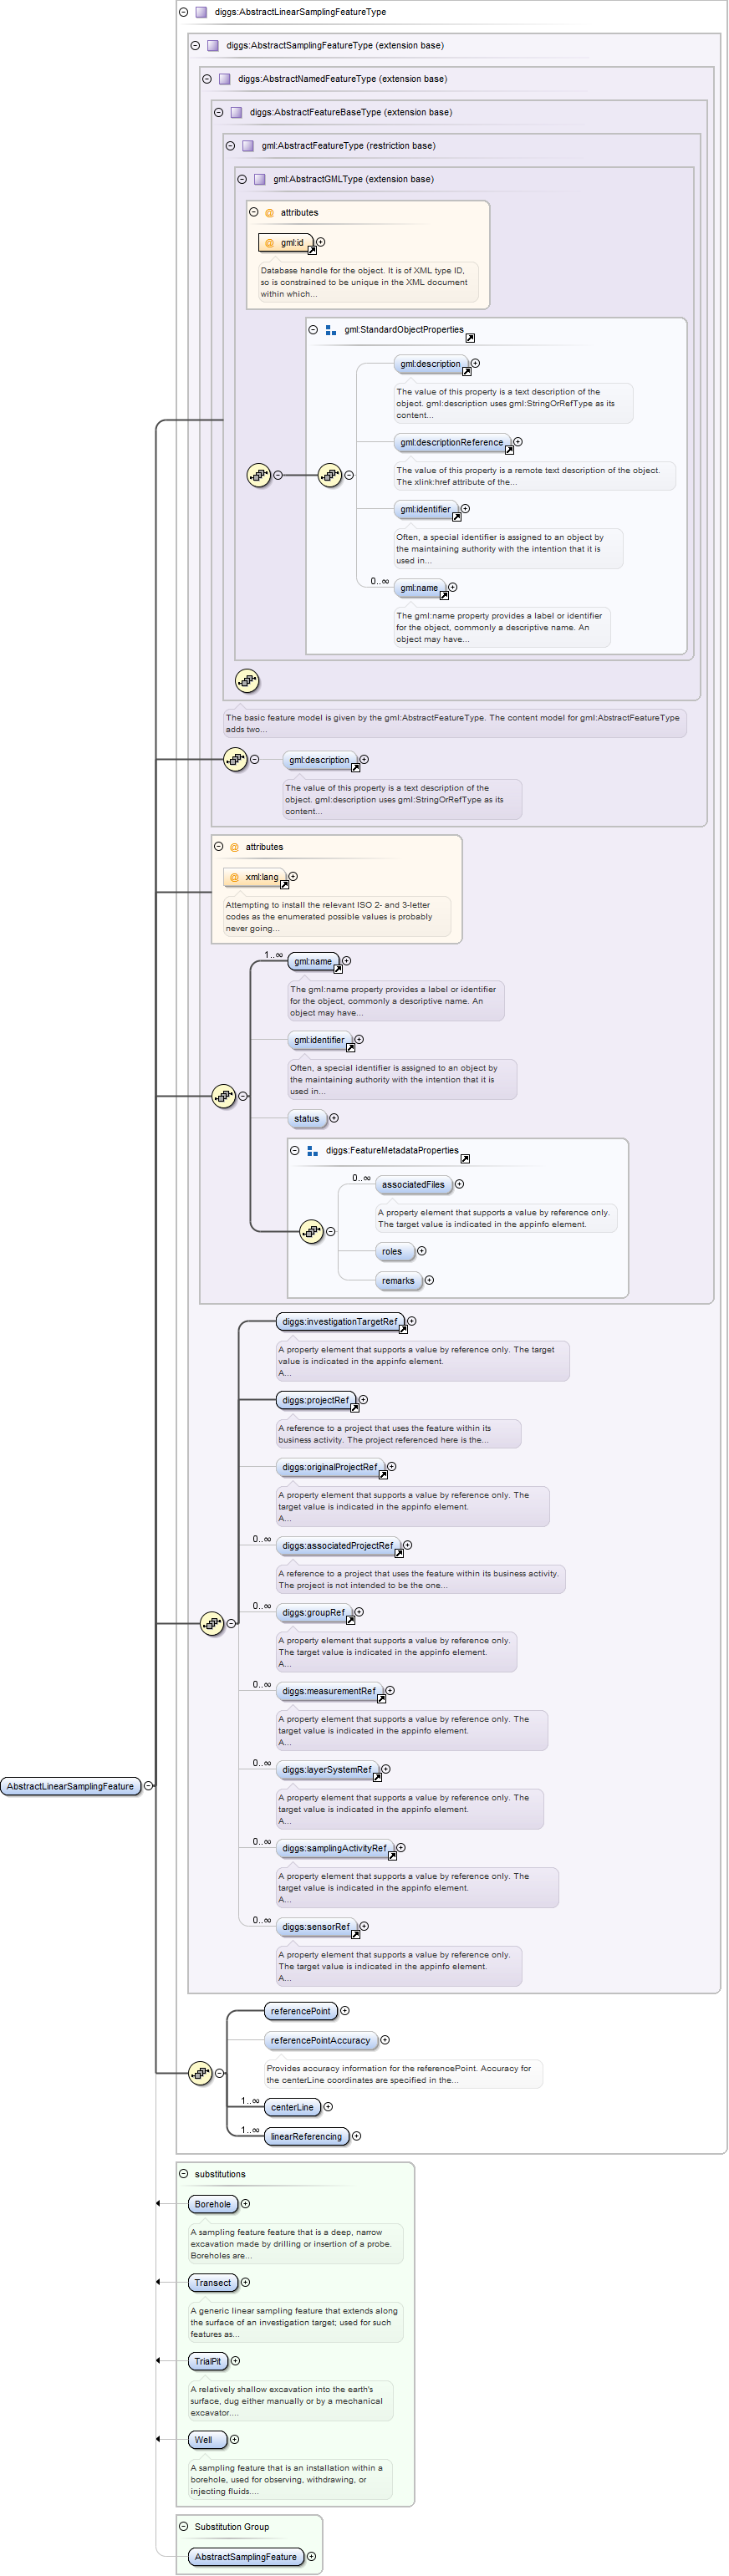 diggs:AbstractLinearSamplingFeatureType
diggs:AbstractSamplingFeatureType (extension base)
diggs:AbstractNamedFeatureType (extension base)
diggs:AbstractFeatureBaseType (extension base)
gml:AbstractFeatureType (restriction base)
gml:AbstractGMLType (extension base)
@ attributes
@ gml:id
Database handle for the object. It is of XML type ID,
so is constrained to be unique in the XML document
within which...
gml:StandardObjectProperties
gml:description
The value of this property is a text description of the
object. gml:description uses gml:StringOrRefType as its
content...
gml:descriptionReference
The value of this property is a remote text description of the object.
The xlink:href attribute of the...
gml:identifier
Often, a special identifier is assigned to an object by
the maintaining authority with the intention that it is
used in...
0..∞
gml:name
The gml:name property provides a label or identifier
for the object, commonly a descriptive name. An
object may have...
The basic feature model is given by the gml:AbstractFeatureType. The content model for gml:AbstractFeatureType
adds two...
gml:description
The value of this property is a text description of the
object. gml:description uses gml:StringOrRefType as its
content...
@ attributes
@ xml:lang
Attempting to install the relevant ISO 2- and 3-letter
codes as the enumerated possible values is probably
never going...
1..∞
gml:name
The gml:name property provides a label or identifier
for the object, commonly a descriptive name. An
object may have...
gml:identifier
Often, a special identifier is assigned to an object by
the maintaining authority with the intention that it is
used in...
status
diggs:FeatureMetadataProperties
0..∞
associatedFiles
A property element that supports a value by reference only.
The target value is indicated in the appinfo element.
roles
remarks
diggs:investigationTargetRef
A property element that supports a value by reference only. The target
value is indicated in the appinfo element.
A...
diggs:projectRef
A reference to a project that uses the feature within its
business activity. The project referenced here is the...
diggs:originalProjectRef
A property element that supports a value by reference only. The
target value is indicated in the appinfo element.
A...
0..∞
diggs:associatedProjectRef
A reference to a project that uses the feature within its business activity.
The project is not intended to be the one...
0..∞
diggs:groupRef
A property element that supports a value by reference only.
The target value is indicated in the appinfo element.
A...
0..∞
diggs:measurementRef
A property element that supports a value by reference only. The
target value is indicated in the appinfo element.
A...
0..∞
diggs:layerSystemRef
A property element that supports a value by reference only. The
target value is indicated in the appinfo element.
A...
0..∞
diggs:samplingActivityRef
A property element that supports a value by reference only. The
target value is indicated in the appinfo element.
A...
0..∞
diggs:sensorRef
A property element that supports a value by reference only.
The target value is indicated in the appinfo element.
A...
AbstractLinearSamplingFeature
referencePoint
referencePointAccuracy
Provides accuracy information for the referencePoint. Accuracy for
the centerLine coordinates are specified in the...
1..∞
centerLine
1..∞
linearReferencing
substitutions
Borehole
A sampling feature feature that is a deep, narrow
excavation made by drilling or insertion of a probe.
Boreholes are...
Transect
A generic linear sampling feature that extends along
the surface of an investigation target; used for such
features as...
TrialPit
A relatively shallow excavation into the earth's
surface, dug either manually or by a mechanical
excavator....
Well
A sampling feature that is an installation within a
borehole, used for observing, withdrawing, or
injecting fluids....
Substitution Group
AbstractSamplingFeature